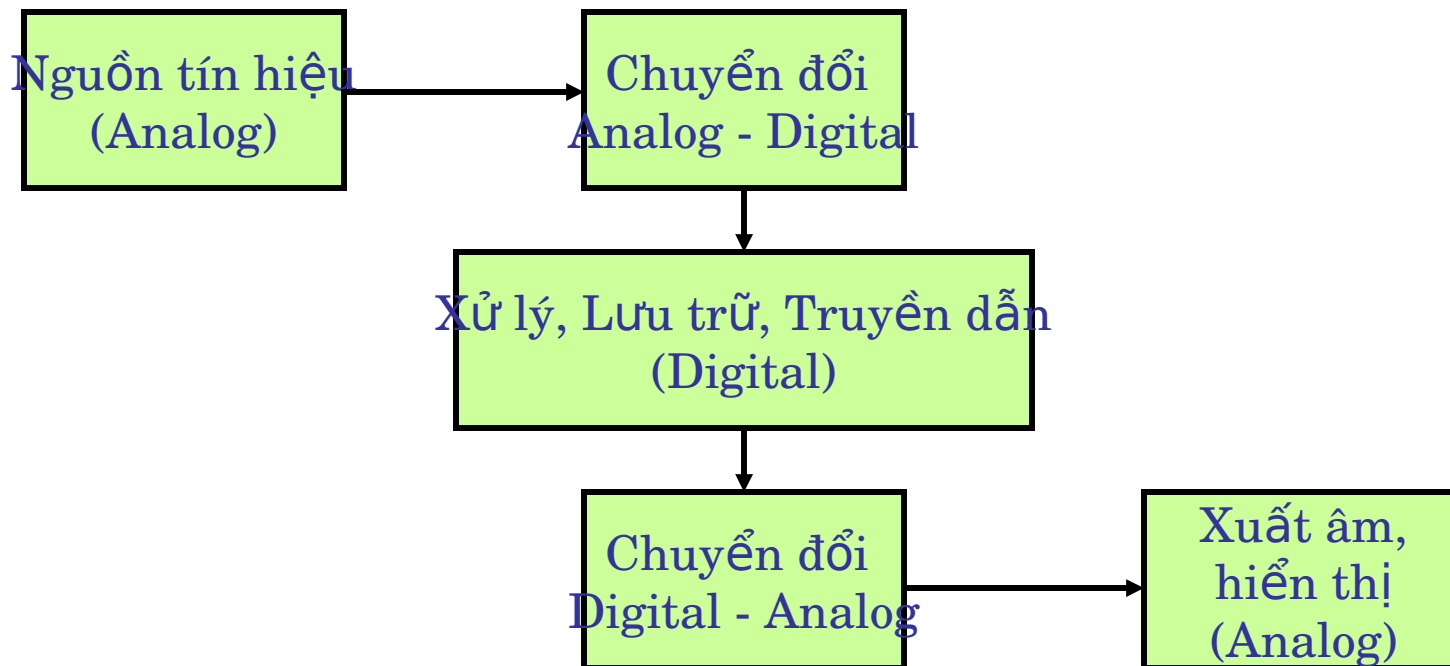 Nguồn tín hiệu
(Analog)
Chuyển đổi
Analog - Digital
Xử lý, Lưu trữ, Truyền dẫn
(Digital)
Chuyển đổi
Digital - Analog
Xuất âm,
hiển thị
(Analog)